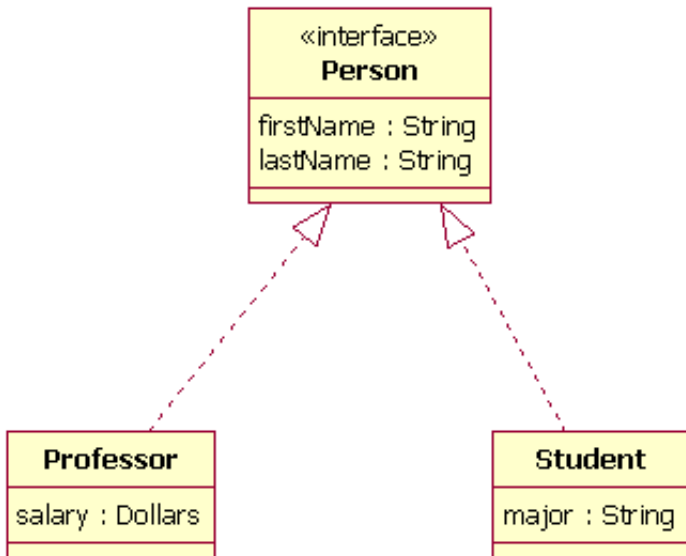 «interface»
Person
firstName : String
lastName : String
Professor
salary : Dollars
Student
major : String